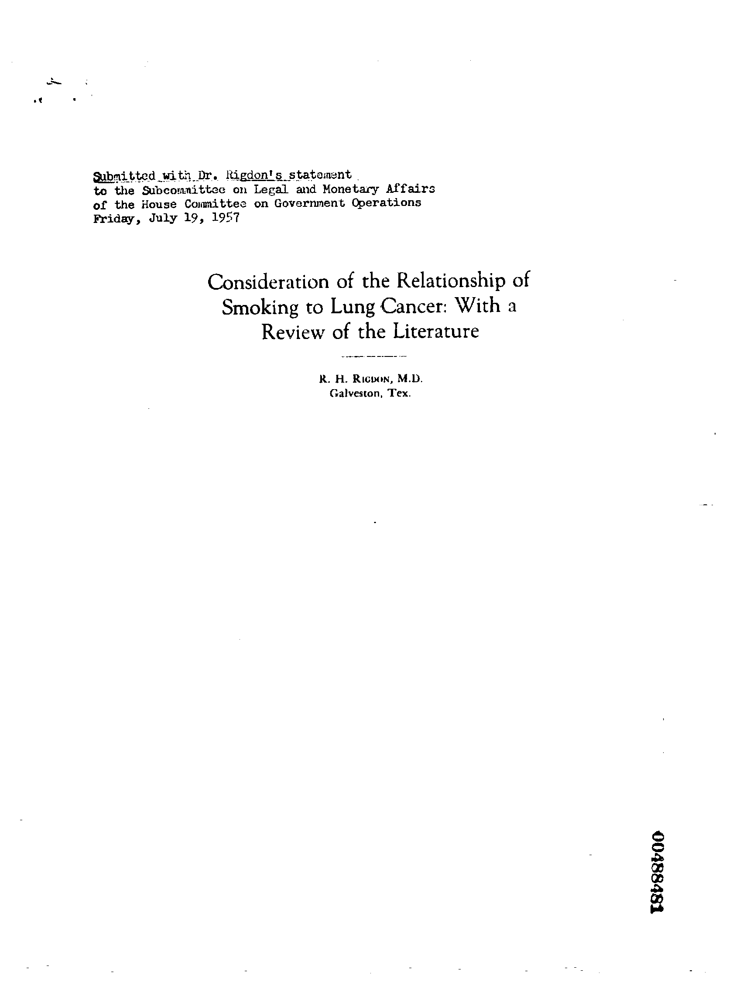 Submitted with Dr. Rigdon's statement
to the Subcommittee on Legal and Monetary Affairs
of the House Committee on Government Operations
Friday, July 19, 1957
Consideration of the Relationship of
Smoking to Lung Cancer: With a
Review of the Literature
R. H. RIGDON, M.D.
Galveston, Tex.
00488481